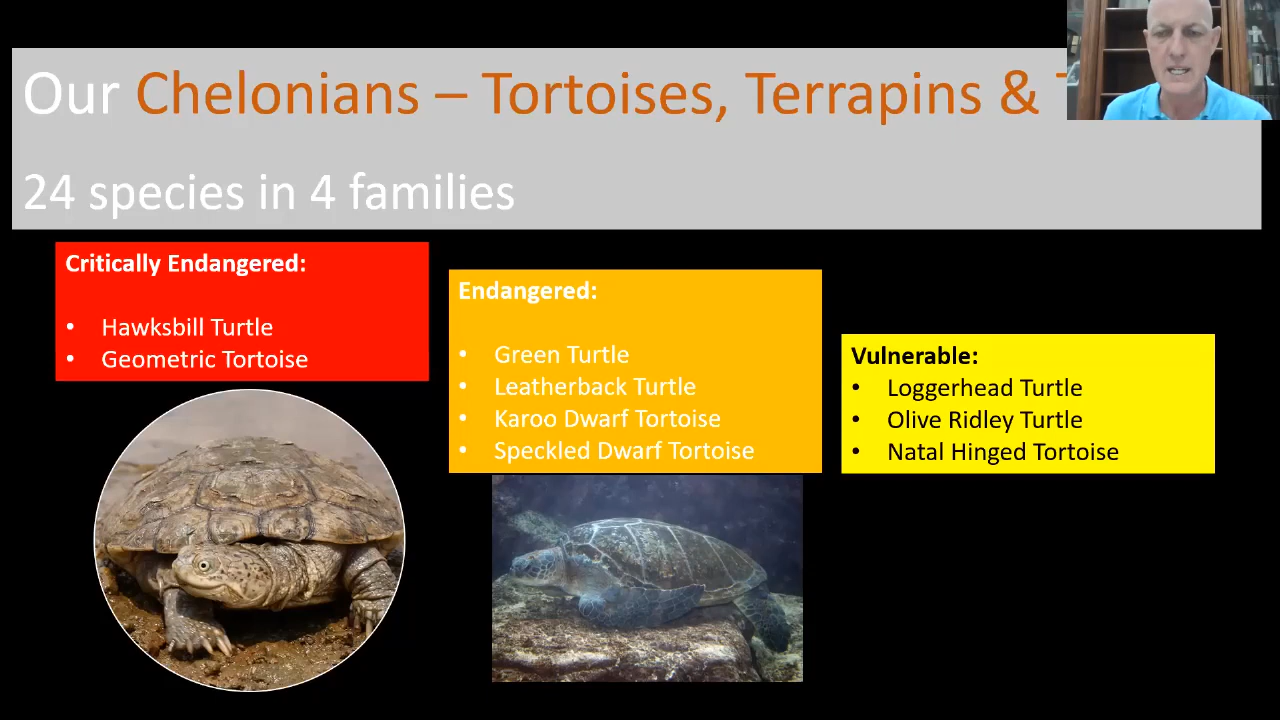 Our Chelonians – Tortoises, Terrapins &
24 species in 4 families
Critically Endangered:
• Hawksbill Turtle
• Geometric Tortoise
Endangered:
• Green Turtle
• Leatherback Turtle
• Karoo Dwarf Tortoise
• Speckled Dwarf Tortoise
Vulnerable:
• Loggerhead Turtle
• Olive Ridley Turtle
• Natal Hinged Tortoise